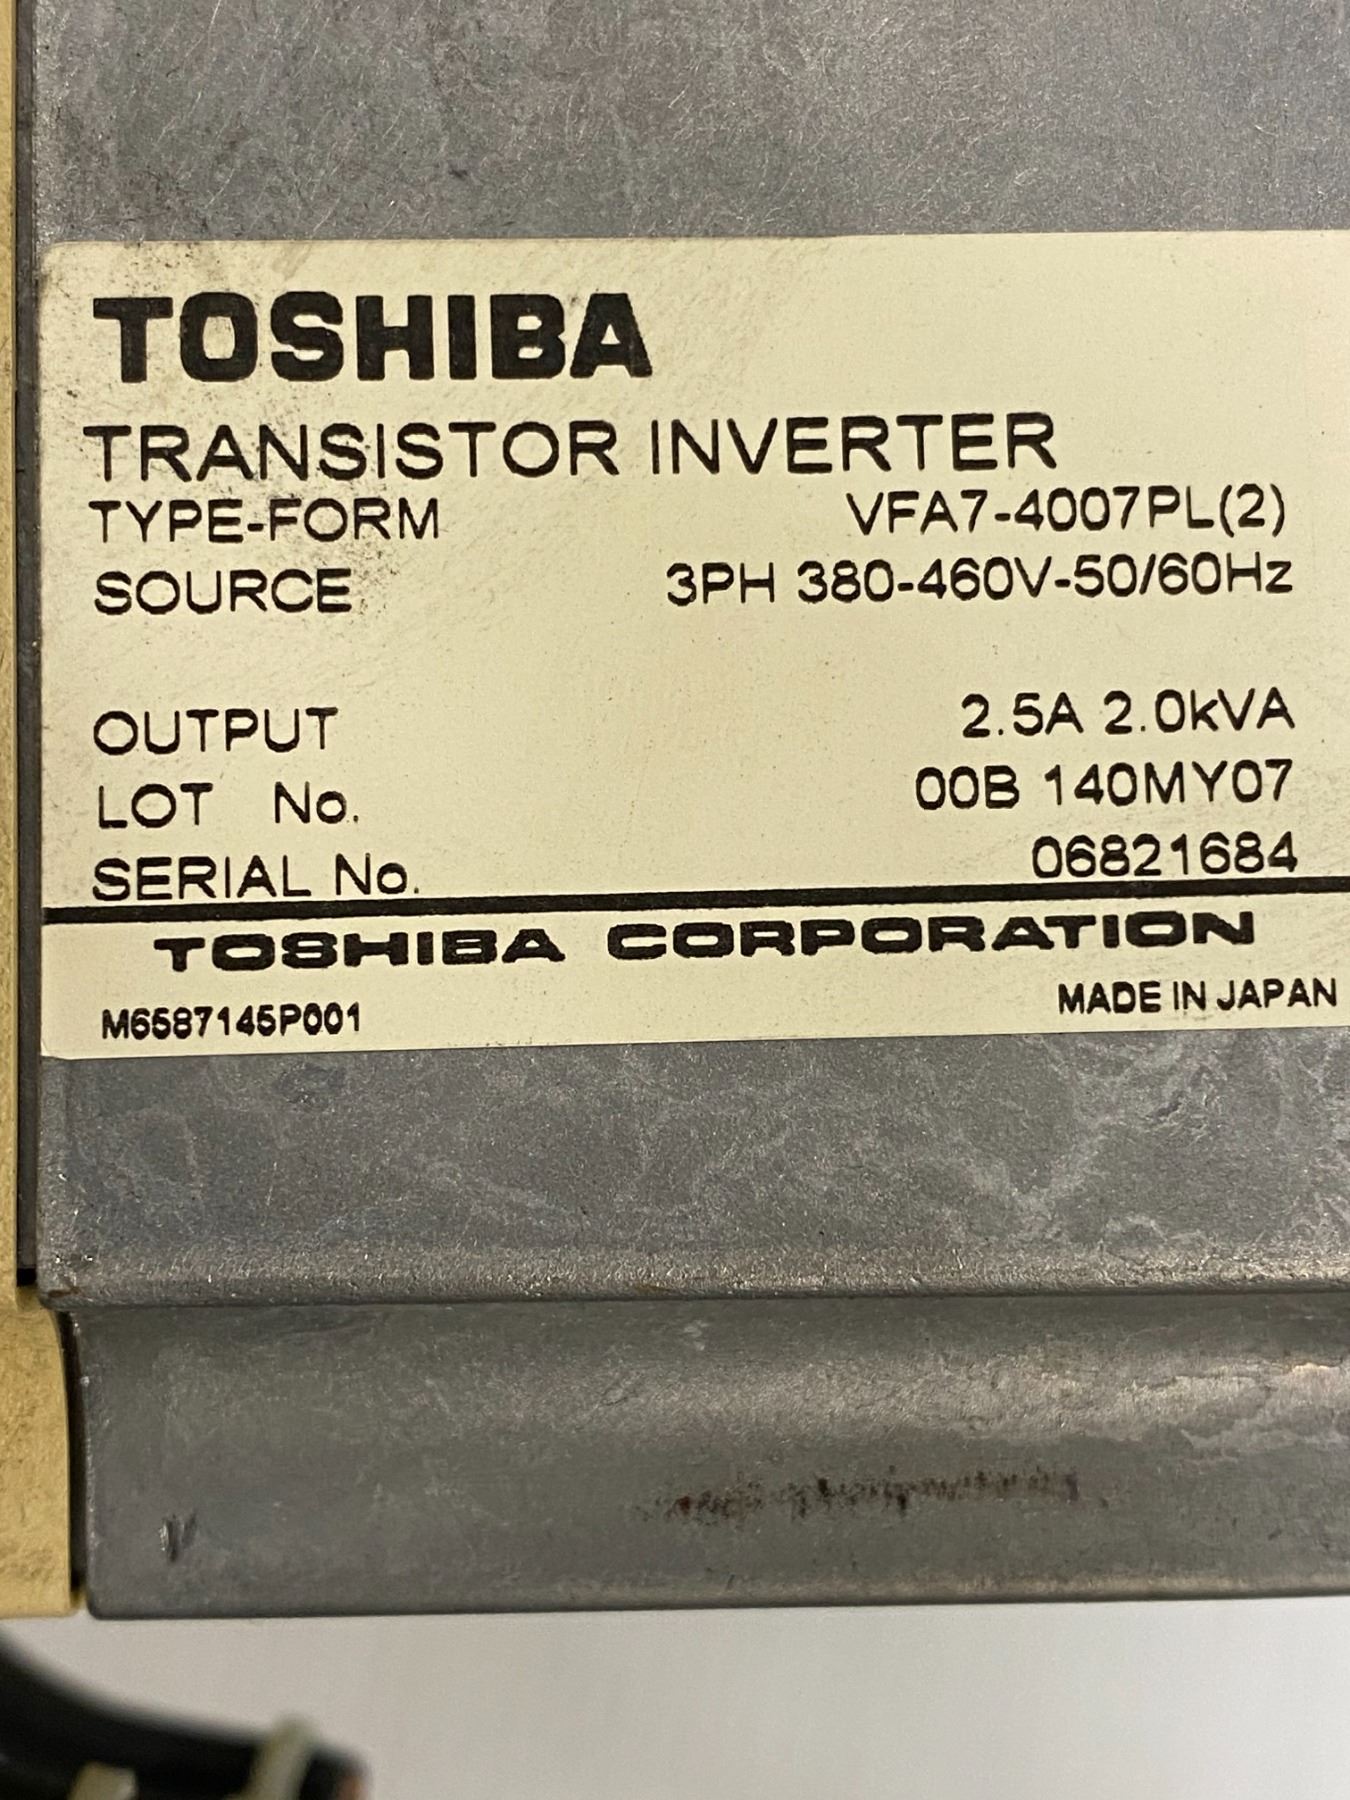 TOSHIBA
TRANSISTOR INVERTER
TYPE-FORM VFA7-4007PL(2)
SOURCE 3PH 380-460V-50/60Hz
OUTPUT 2.5A 2.0kVA
LOT No. 00B 140MY07
SERIAL No. 06821684
TOSHIBA CORPORATION
M6587145P001 MADE IN JAPAN